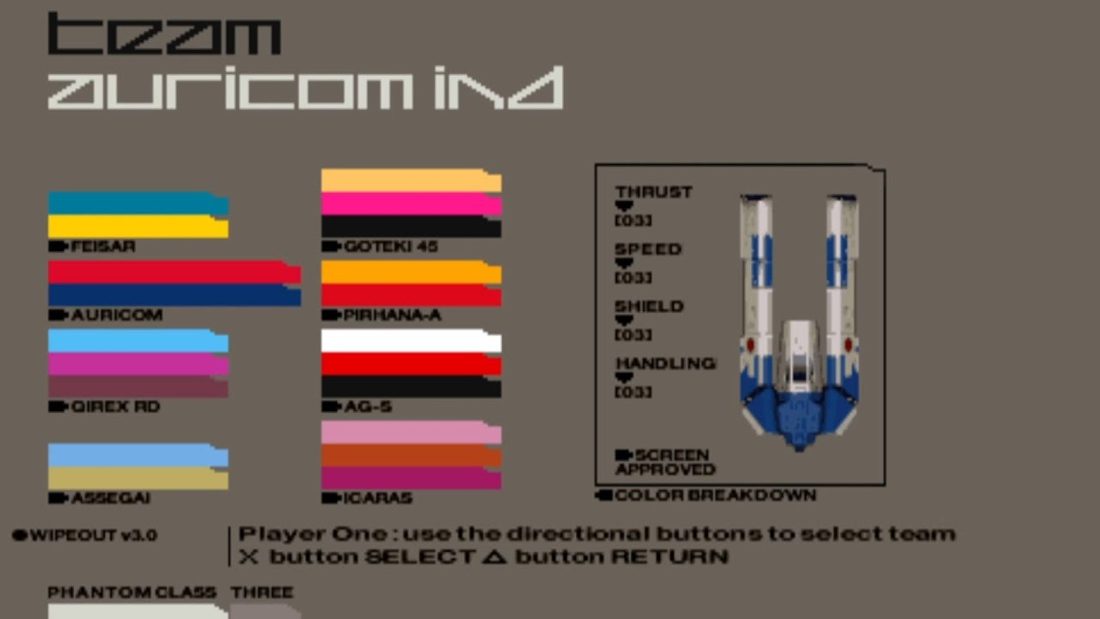 team
auricom ind
FEISAR
AURICOM
QIREX RD
ASSEGAI
GOTEKI 45
PIRHANA-A
AG-S
ICARAS
THRUST
[03]
SPEED
[03]
SHIELD
[03]
HANDLING
[03]
SCREEN
APPROVED
COLOR BREAKDOWN
WIPEOUT v3.0
Player One : use the directional buttons to select team
X button SELECT △ button RETURN
PHANTOM CLASS THREE